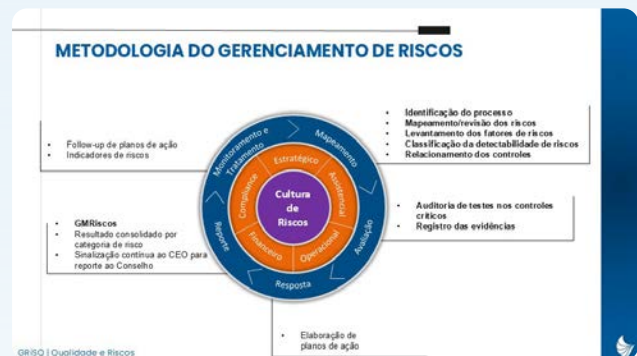 METODOLOGIA DO GERENCIAMENTO DE RISCOS
Follow-up de planos de ação
Indicadores de riscos
Identificação do processo
Mapeamento/revisão dos riscos
Levantamento dos fatores de riscos
Classificação da detectabilidade de riscos
Relacionamento dos controles
Monitoramento e
Tratamento
Mapeamento
Avaliação
Resposta
Reporte
Estratégico
Assistencial
Operacional
Financeiro
Compliance
Cultura
de
Riscos
Auditoria de testes nos controles
críticos
Registro das evidências
GMRiscos
Resultado consolidado por
categoria de risco
Sinalização contínua ao CEO para
reporte ao Conselho
Elaboração de
planos de ação
GRISQ | Qualidade e Riscos